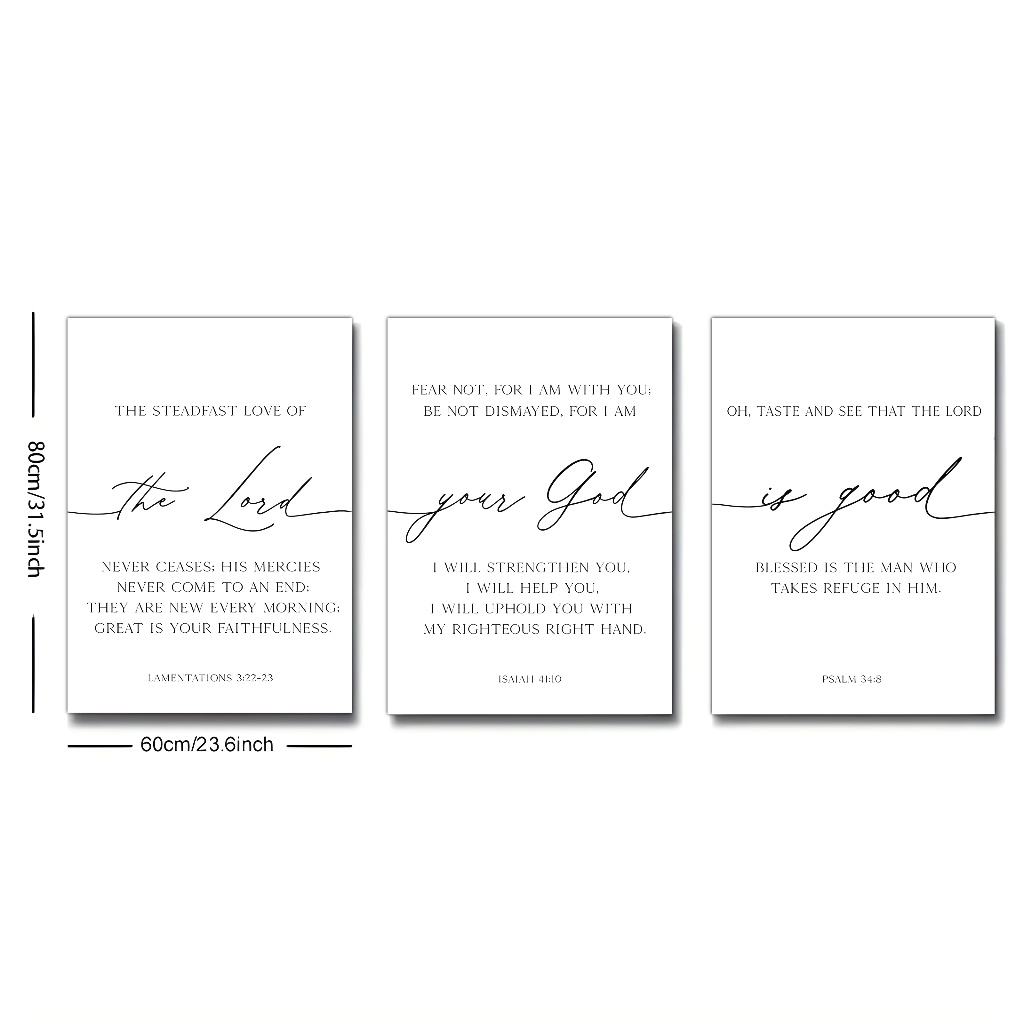 80cm/31.5inch
THE STEADFAST LOVE OF
the Lord
NEVER CEASES; HIS MERCIES
NEVER COME TO AN END;
THEY ARE NEW EVERY MORNING;
GREAT IS YOUR FAITHFULNESS.
LAMENTATIONS 3:22-23
60cm/23.6inch
FEAR NOT, FOR I AM WITH YOU;
BE NOT DISMAYED, FOR I AM
your God
I WILL STRENGTHEN YOU,
I WILL HELP YOU,
I WILL UPHOLD YOU WITH
MY RIGHTEOUS RIGHT HAND.
ISAIAH 41:10
OH, TASTE AND SEE THAT THE LORD
is good
BLESSED IS THE MAN WHO
TAKES REFUGE IN HIM.
PSALM 34:8